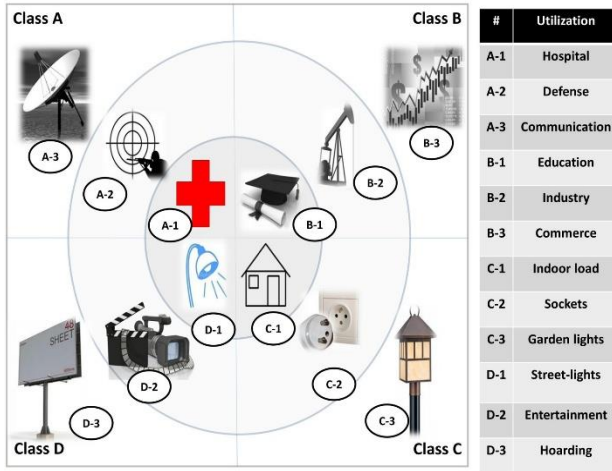 Class A
Class B
A-3
A-2
A-1
B-1
B-2
B-3
D-1
C-1
SHEET
D-2
C-2
D-3
C-3
Class D
Class C
# Utilization
A-1 Hospital
A-2 Defense
A-3 Communication
B-1 Education
B-2 Industry
B-3 Commerce
C-1 Indoor load
C-2 Sockets
C-3 Garden lights
D-1 Street-lights
D-2 Entertainment
D-3 Hoarding